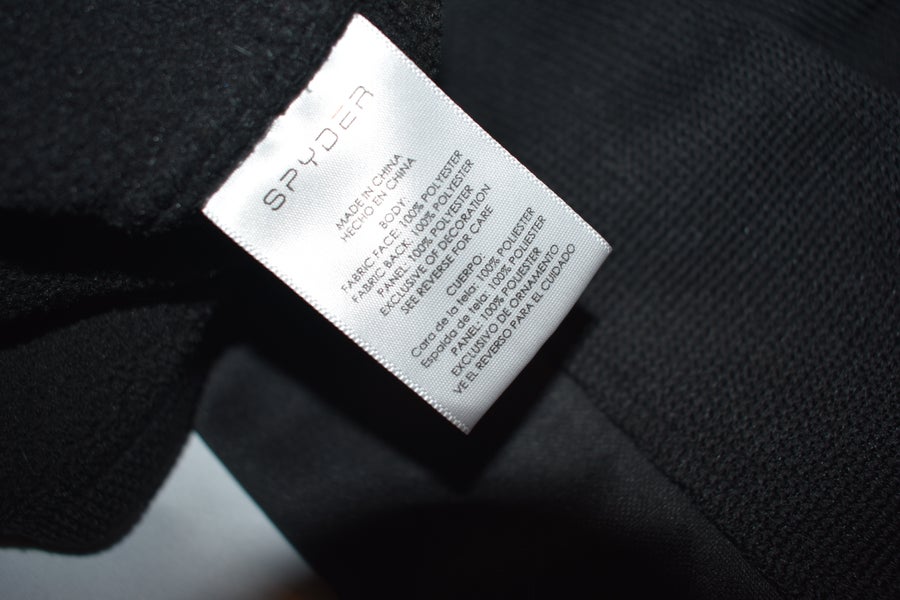 SPYDER
MADE IN CHINA
HECHO EN CHINA
BODY:
FABRIC FACE: 100% POLYESTER
FABRIC BACK: 100% POLYESTER
PANEL: 100% POLYESTER
EXCLUSIVE OF DECORATION
SEE REVERSE FOR CARE
CUERPO:
Cara de la tela: 100% POLIESTER
Espalda de tela: 100% POLIESTER
PANEL: 100% POLIESTER
EXCLUSIVO DE ORNAMENTO
VE EL REVERSO PARA EL CUIDADO